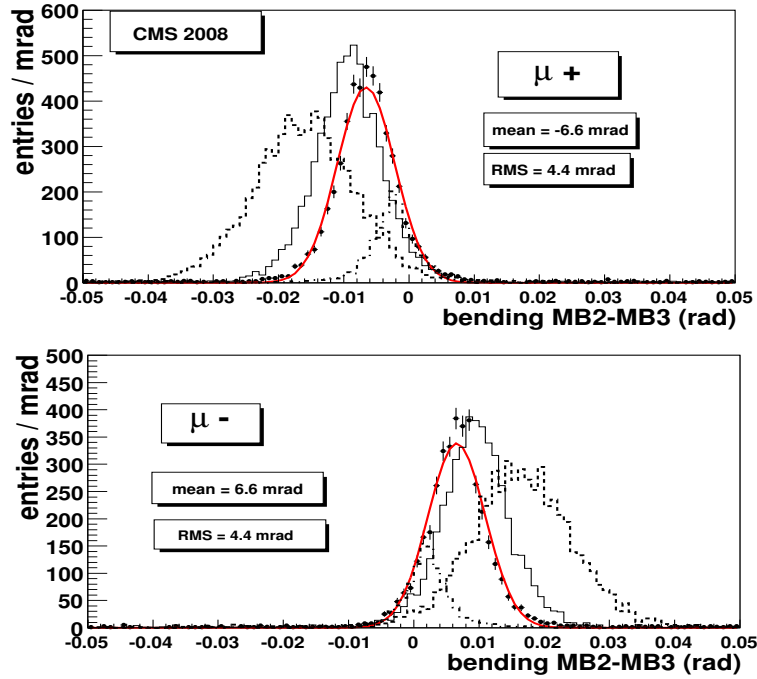 entries / mrad
600
500
400
300
200
100
0
CMS 2008
μ +
mean = -6.6 mrad
RMS = 4.4 mrad
-0.05 -0.04 -0.03 -0.02 -0.01 0 0.01 0.02 0.03 0.04 0.05
bending MB2-MB3 (rad)
entries / mrad
500
450
400
350
300
250
200
150
100
50
0
μ -
mean = 6.6 mrad
RMS = 4.4 mrad
-0.05 -0.04 -0.03 -0.02 -0.01 0 0.01 0.02 0.03 0.04 0.05
bending MB2-MB3 (rad)